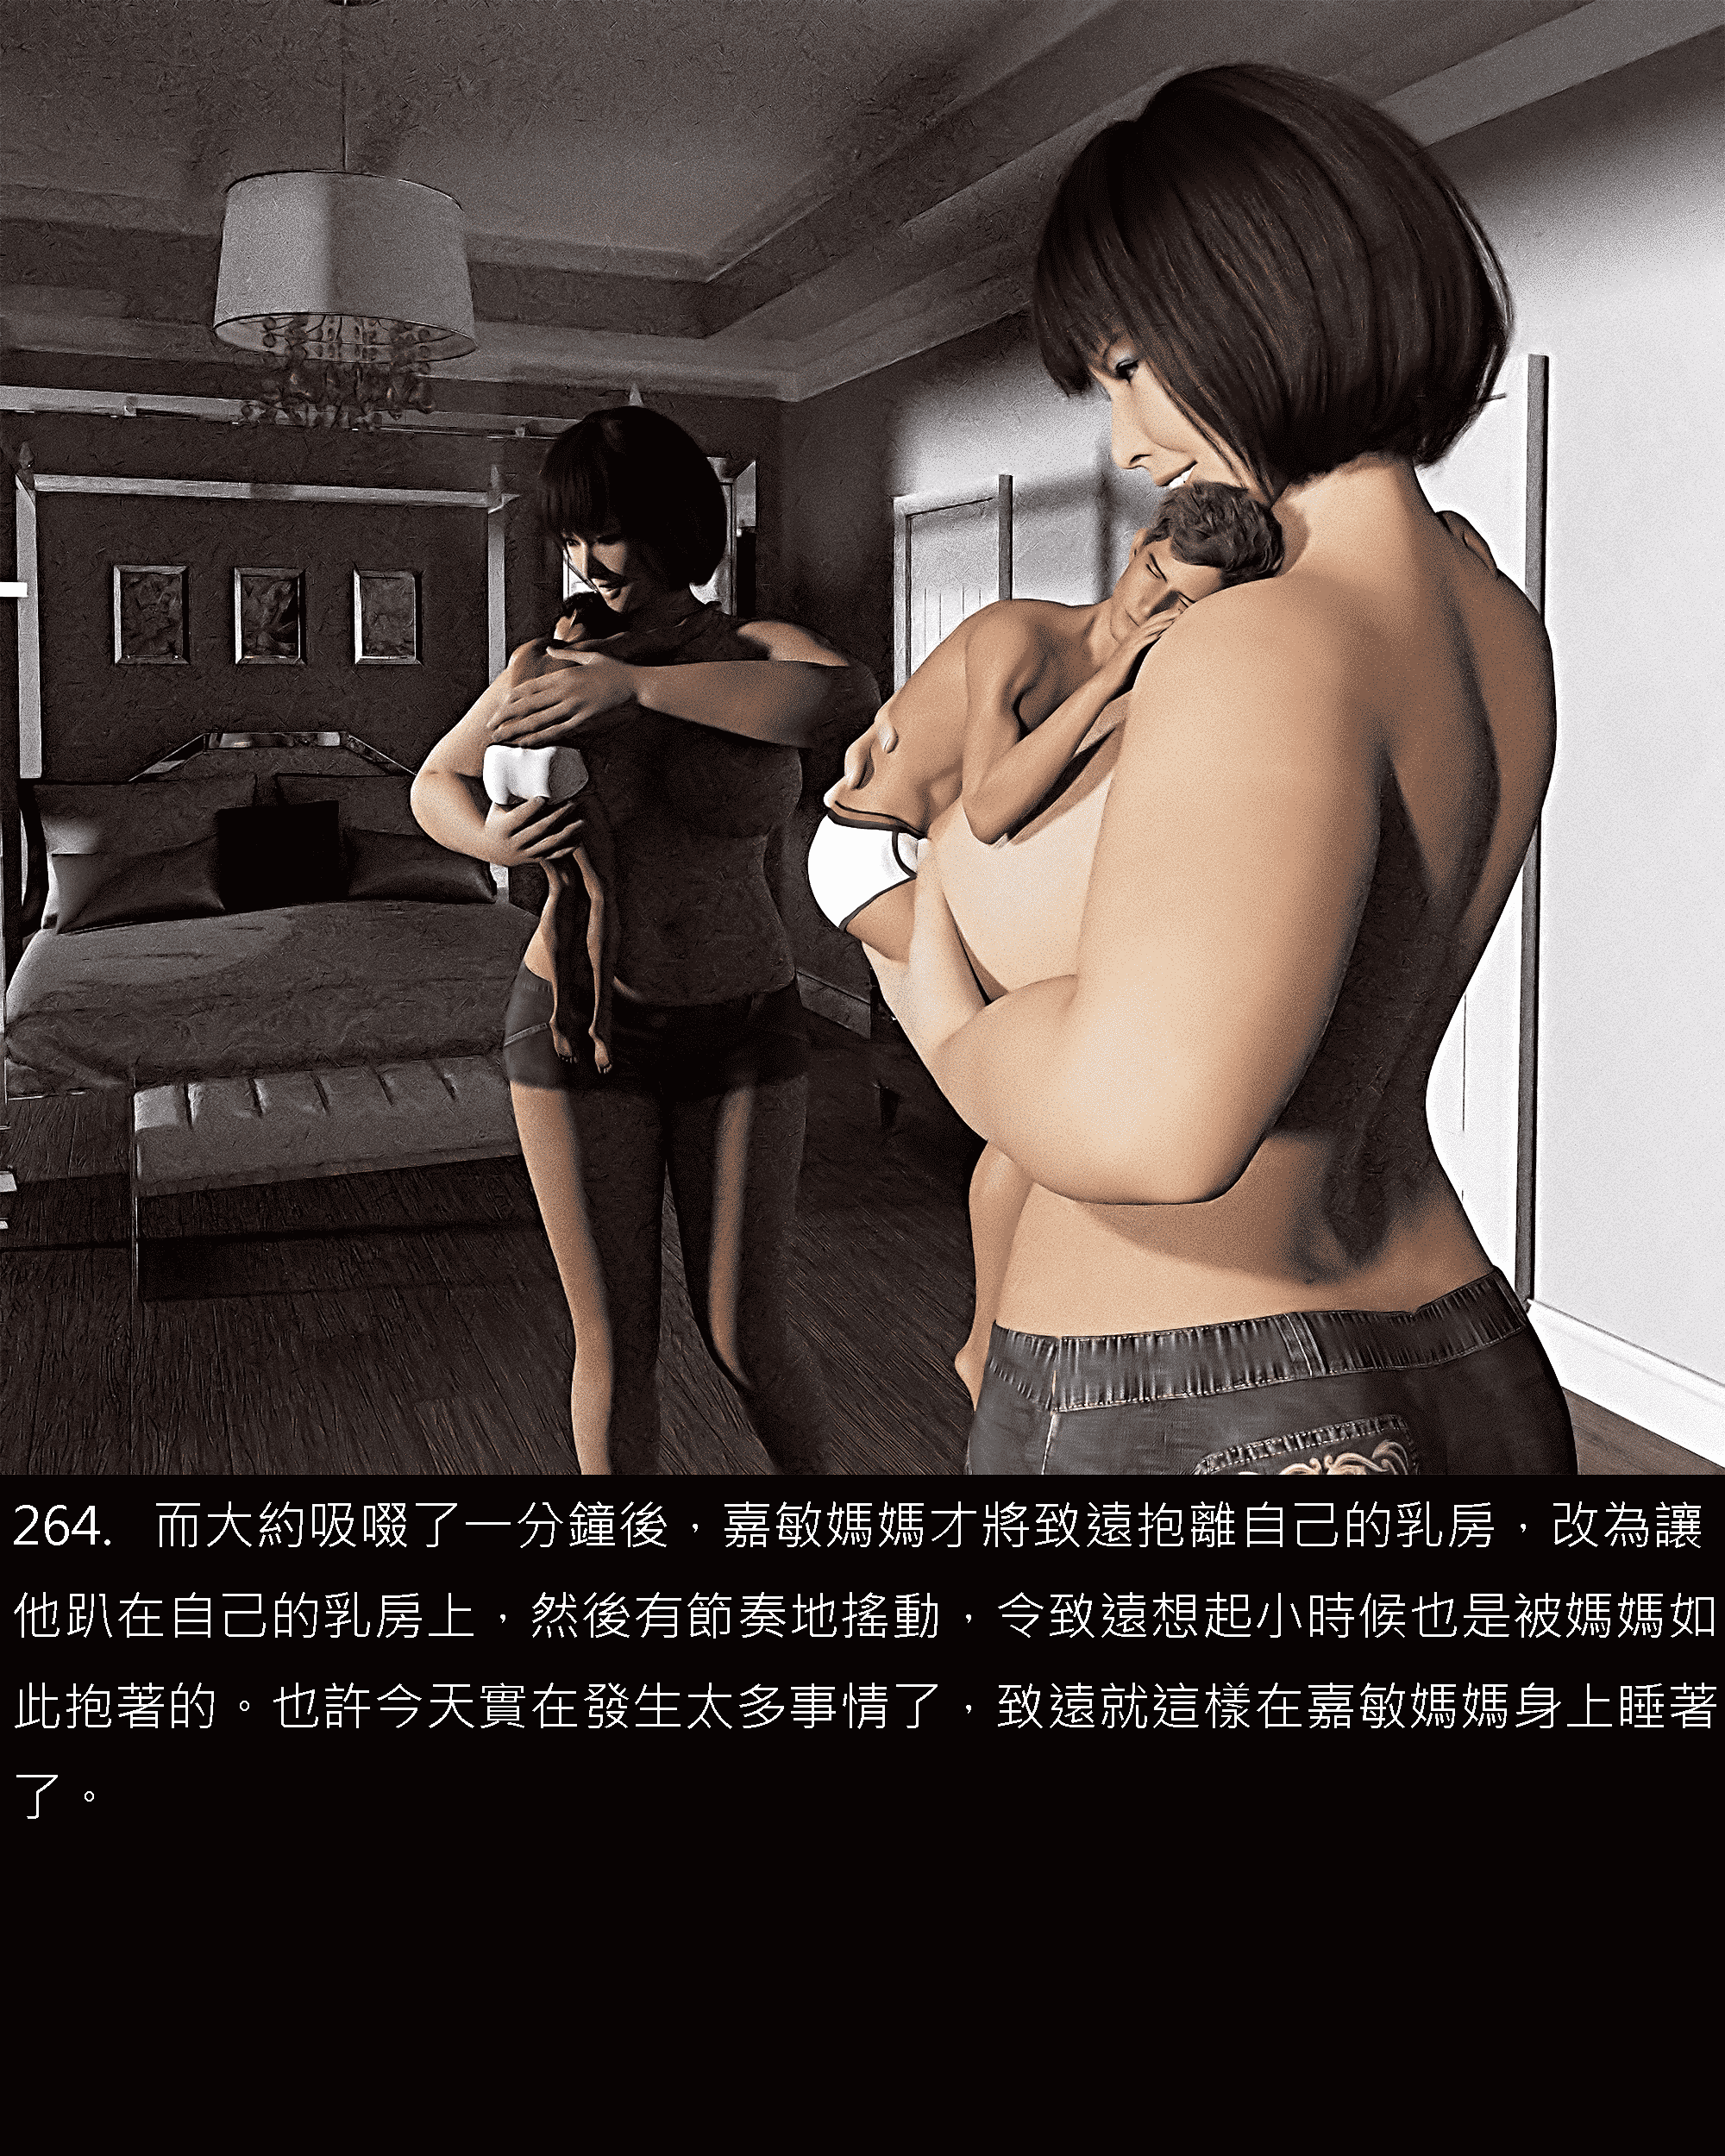 264. 而大約吸啜了一分鐘後，嘉敏媽媽才將致遠抱離自己的乳房，改為讓
他趴在自己的乳房上，然後有節奏地搖動，令致遠想起小時候也是被媽媽如
此抱著的。也許今天實在發生太多事情了，致遠就這樣在嘉敏媽媽身上睡著
了。